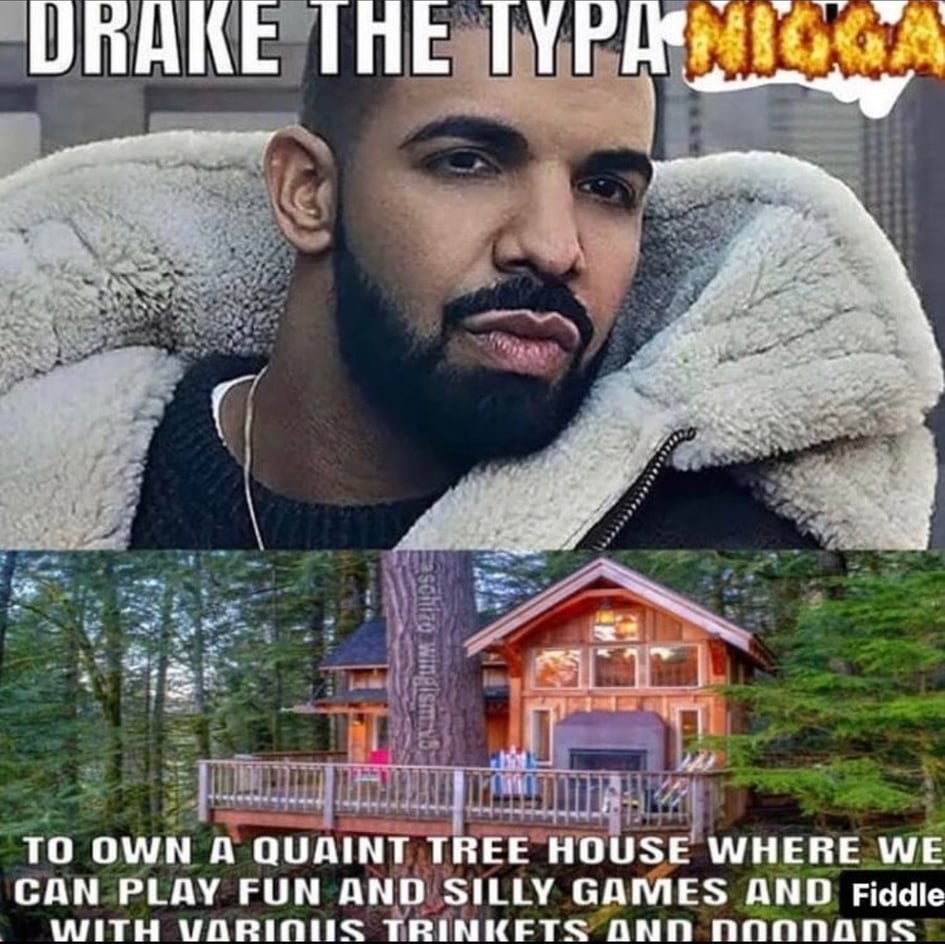 DRAKE THE TYPA NIGGA
TO OWN A QUAINT TREE HOUSE WHERE WE
CAN PLAY FUN AND SILLY GAMES AND Fiddle
WITH VARIOUS TRINKETS AND DOODADS